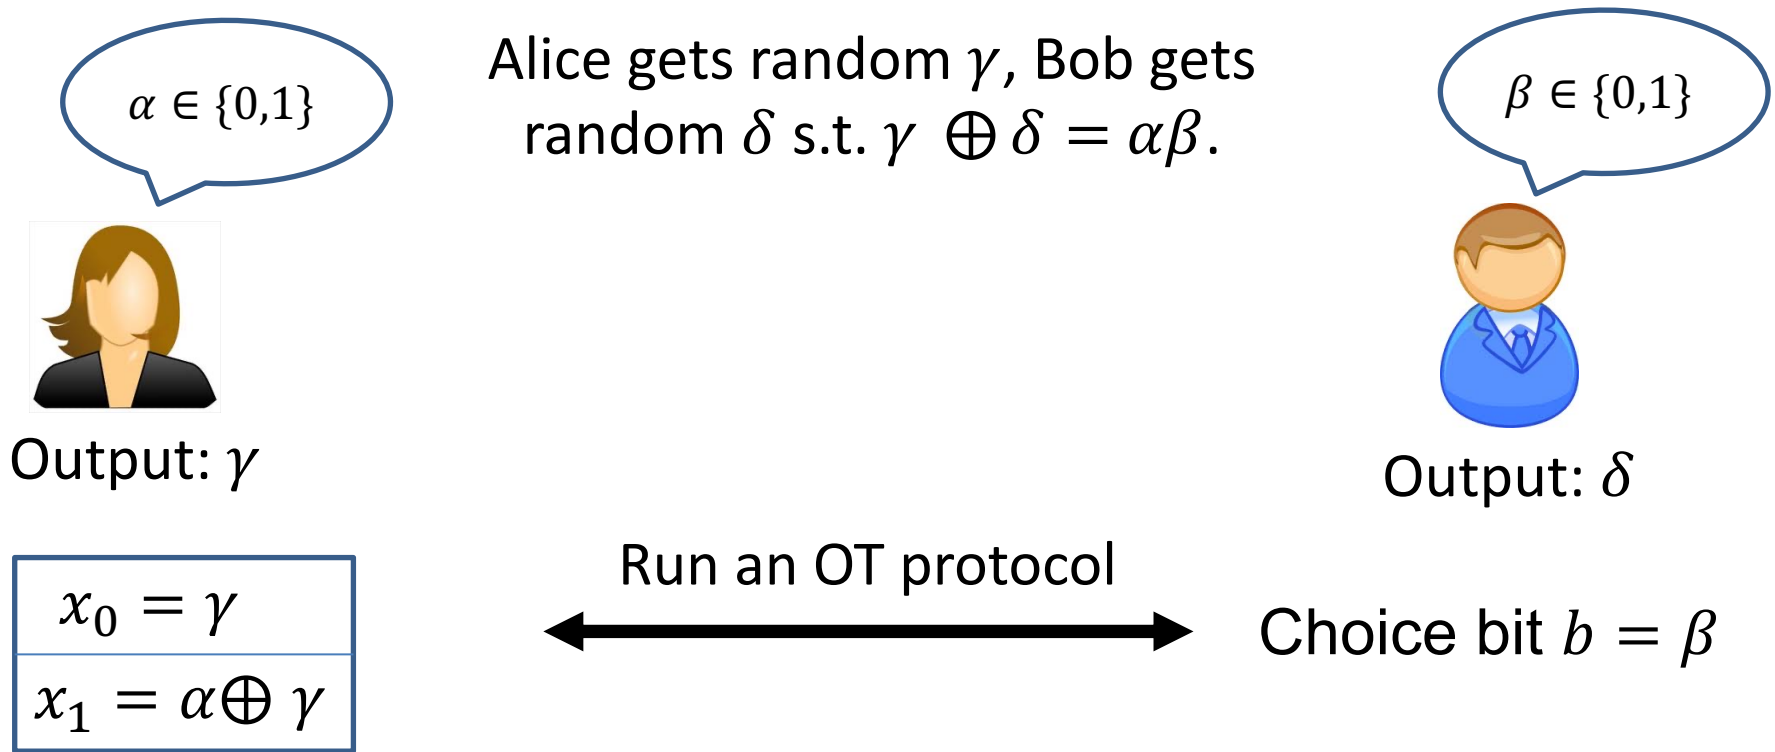 α ∈ {0,1}
Alice gets random γ, Bob gets
random δ s.t. γ ⊕ δ = αβ.
β ∈ {0,1}
Output: γ
Output: δ
Run an OT protocol
x₀ = γ
x₁ = α⊕ γ
Choice bit b = β